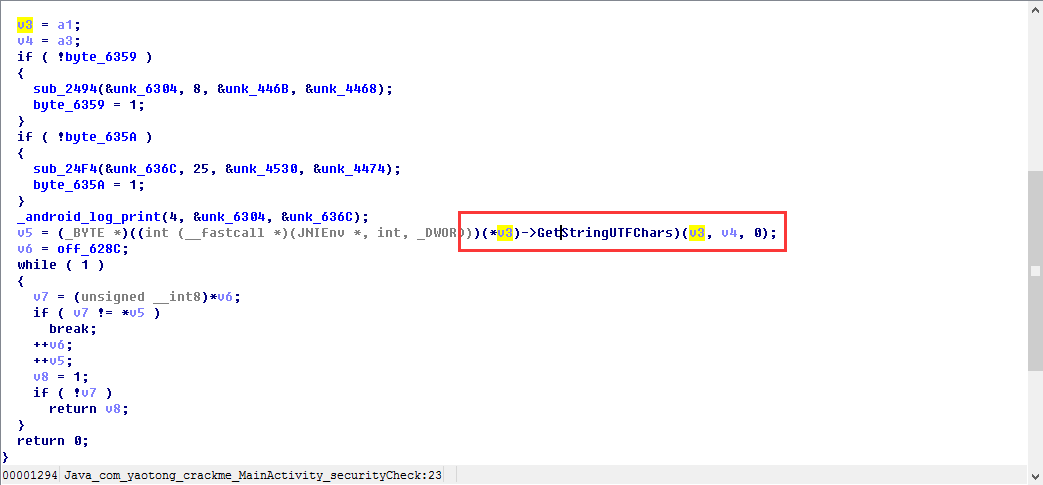 v3 = a1;
v4 = a3;
if ( !byte_6359 )
{
sub_2494(&unk_6304, 8, &unk_446B, &unk_4468);
byte_6359 = 1;
}
if ( !byte_635A )
{
sub_24F4(&unk_636C, 25, &unk_4530, &unk_4474);
byte_635A = 1;
}
_android_log_print(4, &unk_6304, &unk_636C);
v5 = (_BYTE *)((int (__fastcall *)(JNIEnv *, int, _DWORD))(*v3)->GetStringUTFChars)(v3, v4, 0);
v6 = off_628C;
while ( 1 )
{
v7 = (unsigned __int8)*v6;
if ( v7 != *v5 )
break;
++v6;
++v5;
v8 = 1;
if ( !v7 )
return v8;
}
return 0;
}
00001294 Java_com_yaotong_crackme_MainActivity_securityCheck:23